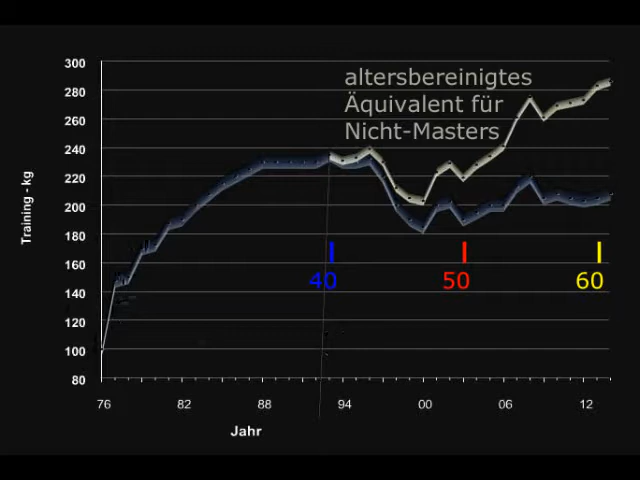 300
280
260
240
220
200
180
160
140
120
100
80
Training - kg
altersbereinigtes
Äquivalent für
Nicht-Masters
40 50 60
76 82 88 94 00 06 12
Jahr